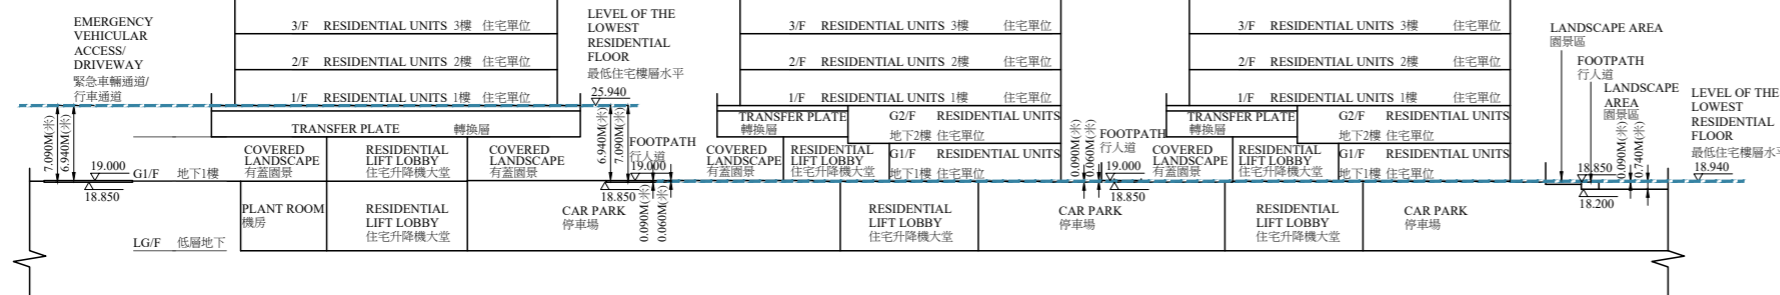 EMERGENCY
VEHICULAR
ACCESS/
DRIVEWAY
緊急車輛通道/
行車通道
7.090M(米)
6.940M(米)
19.000
18.850
G1/F 地下1樓
LG/F 低層地下
3/F RESIDENTIAL UNITS 3樓 住宅單位
2/F RESIDENTIAL UNITS 2樓 住宅單位
1/F RESIDENTIAL UNITS 1樓 住宅單位
TRANSFER PLATE 轉換層
COVERED
LANDSCAPE
有蓋園景
RESIDENTIAL
LIFT LOBBY
住宅升降機大堂
COVERED
LANDSCAPE
有蓋園景
PLANT ROOM
機房
RESIDENTIAL
LIFT LOBBY
住宅升降機大堂
CAR PARK
停車場
LEVEL OF THE
LOWEST
RESIDENTIAL
FLOOR
最低住宅樓層水平
25.940
6.940M(米)
7.090M(米)
FOOTPATH
行人道
19.000
18.850
0.090M(米)
0.060M(米)
3/F RESIDENTIAL UNITS 3樓 住宅單位
2/F RESIDENTIAL UNITS 2樓 住宅單位
1/F RESIDENTIAL UNITS 1樓 住宅單位
TRANSFER PLATE
轉換層
G2/F RESIDENTIAL UNITS
地下2樓 住宅單位
COVERED
LANDSCAPE
有蓋園景
RESIDENTIAL
LIFT LOBBY
住宅升降機大堂
G1/F RESIDENTIAL UNITS
地下1樓 住宅單位
RESIDENTIAL
LIFT LOBBY
住宅升降機大堂
CAR PARK
停車場
0.090M(米)
0.060M(米)
FOOTPATH
行人道
19.000
18.850
3/F RESIDENTIAL UNITS 3樓 住宅單位
2/F RESIDENTIAL UNITS 2樓 住宅單位
1/F RESIDENTIAL UNITS 1樓 住宅單位
TRANSFER PLATE
轉換層
G2/F RESIDENTIAL UNITS
地下2樓 住宅單位
COVERED
LANDSCAPE
有蓋園景
RESIDENTIAL
LIFT LOBBY
住宅升降機大堂
G1/F RESIDENTIAL UNITS
地下1樓 住宅單位
RESIDENTIAL
LIFT LOBBY
住宅升降機大堂
CAR PARK
停車場
LANDSCAPE AREA
園景區
FOOTPATH
行人道
LANDSCAPE
AREA
園景區
18.850
18.200
0.090M(米)
0.740M(米)
LEVEL OF THE
LOWEST
RESIDENTIAL
FLOOR
最低住宅樓層水平
18.940